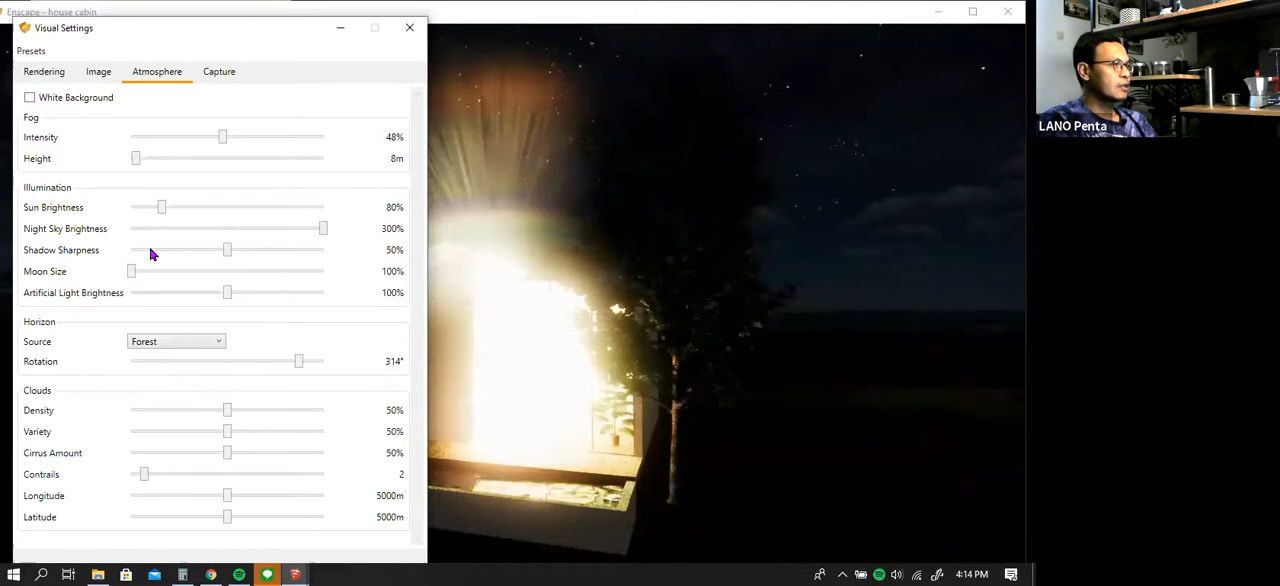 Enscape - house cabin
Visual Settings
Presets
Rendering Image Atmosphere Capture
White Background
Fog
Intensity 48%
Height 8m
Illumination
Sun Brightness 80%
Night Sky Brightness 300%
Shadow Sharpness 50%
Moon Size 100%
Artificial Light Brightness 100%
Horizon
Source Forest
Rotation 314°
Clouds
Density 50%
Variety 50%
Cirrus Amount 50%
Contrails 2
Longitude 5000m
Latitude 5000m
LANO Penta
4:14 PM